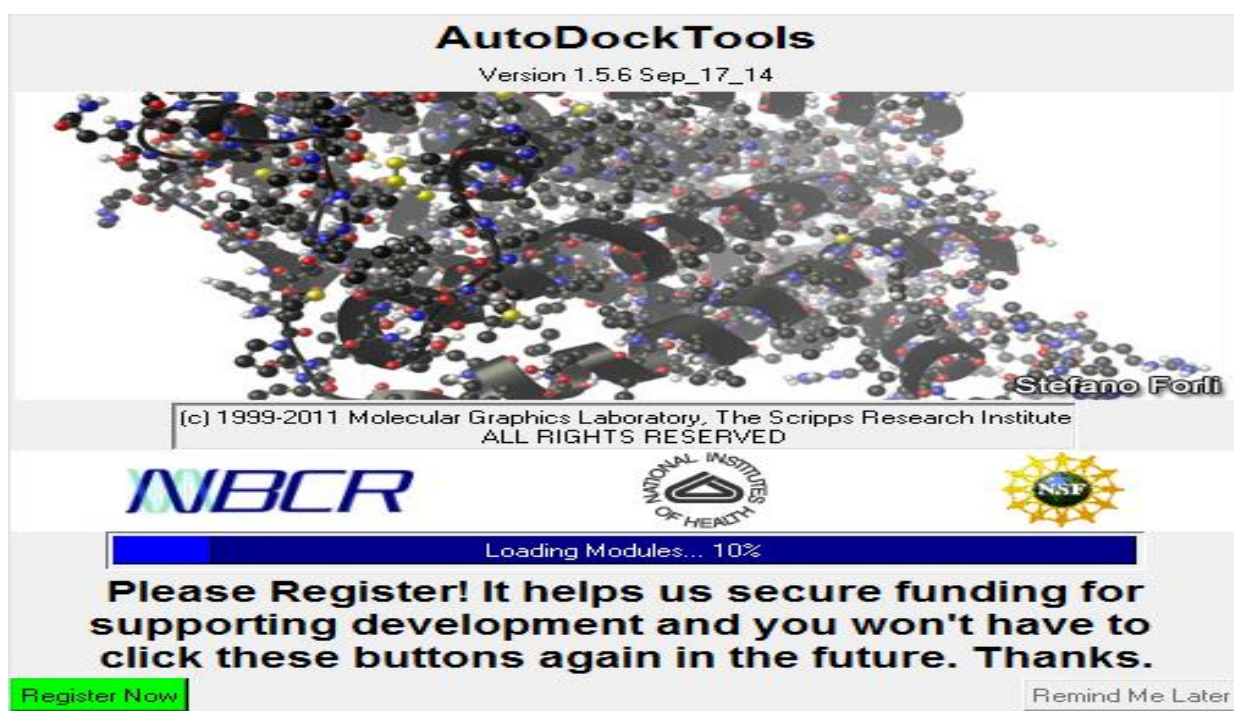 AutoDockTools
Version 1.5.6 Sep_17_14
Stefano Forli
(c) 1999-2011 Molecular Graphics Laboratory, The Scripps Research Institute
ALL RIGHTS RESERVED
NBCR
NATIONAL INSTITUTES
OF HEALTH
NSF
Loading Modules... 10%
Please Register! It helps us secure funding for
supporting development and you won't have to
click these buttons again in the future. Thanks.
Register Now
Remind Me Later